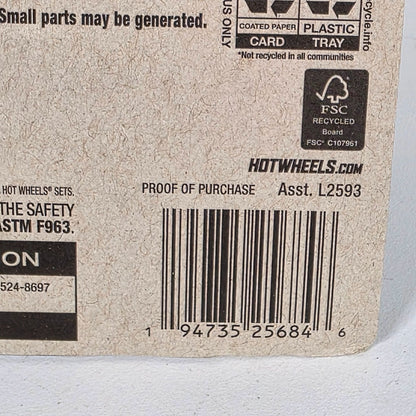 Small parts may be generated.
US ONLY
COATED PAPER
CARD
PLASTIC
TRAY
cycle.info
*Not recycled in all communities
FSC
RECYCLED
Board
FSC® C107961
HOTWHEELS.COM
HOT WHEELS® SETS.
PROOF OF PURCHASE Asst. L2593
THE SAFETY
ASTM F963.
ON
524-8697
1 94735 25684 6